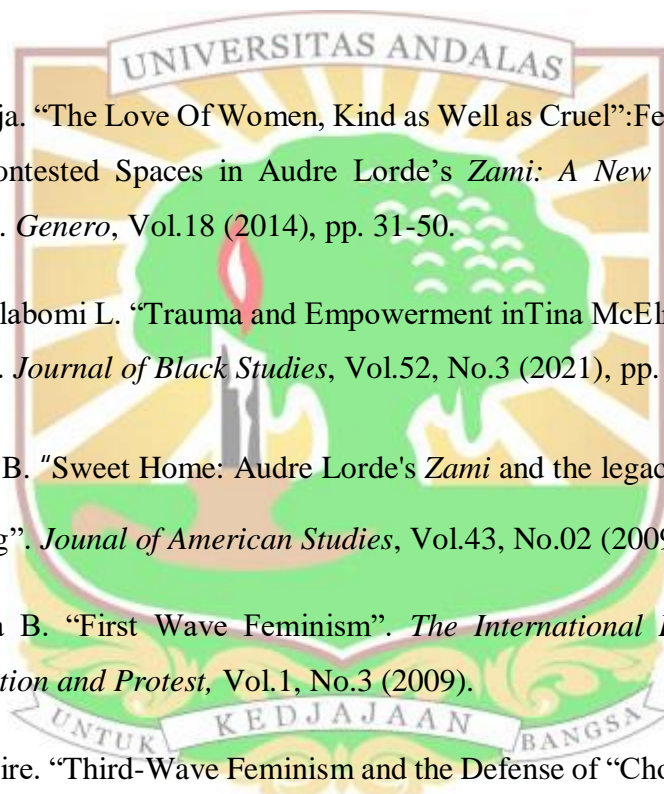 UNIVERSITAS ANDALAS
ja. “The Love Of Women, Kind as Well as Cruel”:Fe
ontested Spaces in Audre Lorde’s Zami: A New
. Genero, Vol.18 (2014), pp. 31-50.
labomi L. “Trauma and Empowerment inTina McEl
. Journal of Black Studies, Vol.52, No.3 (2021), pp.
B. "Sweet Home: Audre Lorde's Zami and the legac
g”. Jounal of American Studies, Vol.43, No.02 (2009
a B. “First Wave Feminism”. The International
tion and Protest, Vol.1, No.3 (2009).
UNTUK KEDJAJAAN BANGSA
ire. “Third-Wave Feminism and the Defense of “Cho